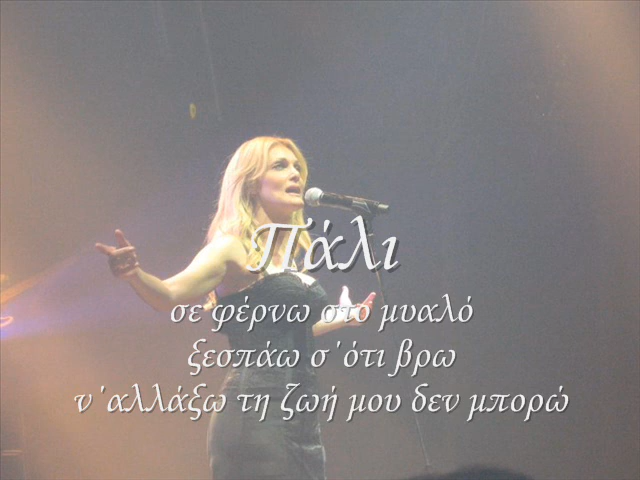 Πάλι
σε φέρνω στο μυαλό
ξεσπάω σ΄ότι βρω
ν΄αλλάξω τη ζωή μου δεν μπορώ